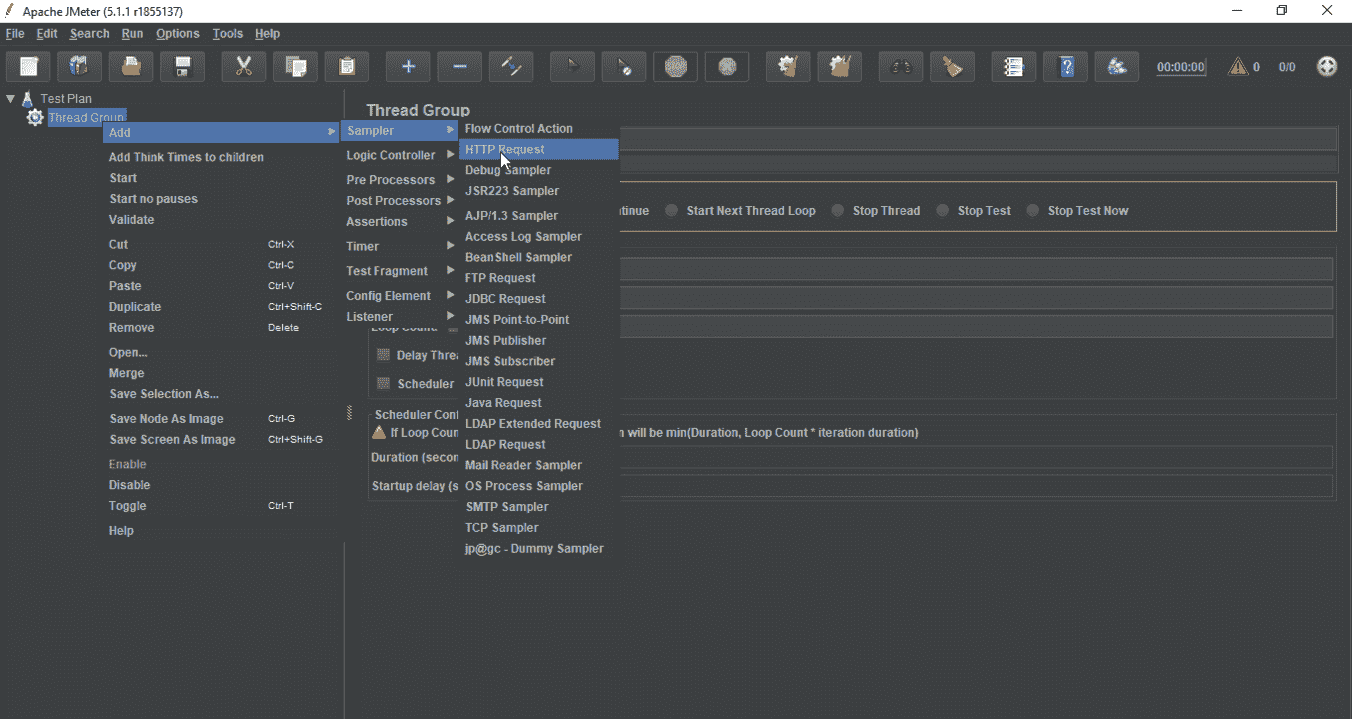 Apache JMeter (5.1.1 r1855137)
File Edit Search Run Options Tools Help
00:00:00 0 0/0
Test Plan
Thread Group
Add
Add Think Times to children
Start
Start no pauses
Validate
Cut Ctrl-X
Copy Ctrl-C
Paste Ctrl-V
Duplicate Ctrl+Shift-C
Remove Delete
Open...
Merge
Save Selection As...
Save Node As Image Ctrl-G
Save Screen As Image Ctrl+Shift-G
Enable
Disable
Toggle Ctrl-T
Help
Sampler
Logic Controller
Pre Processors
Post Processors
Assertions
Timer
Test Fragment
Config Element
Listener
Flow Control Action
HTTP Request
Debug Sampler
JSR223 Sampler
AJP/1.3 Sampler
Access Log Sampler
BeanShell Sampler
FTP Request
JDBC Request
JMS Point-to-Point
JMS Publisher
JMS Subscriber
JUnit Request
Java Request
LDAP Extended Request
LDAP Request
Mail Reader Sampler
OS Process Sampler
SMTP Sampler
TCP Sampler
jp@gc - Dummy Sampler
Thread Group
tinue Start Next Thread Loop Stop Thread Stop Test Stop Test Now
Loop Count:
Delay Threa
Scheduler
Scheduler Con
If Loop Coun n will be min(Duration, Loop Count * iteration duration)
Duration (secon
Startup delay (s